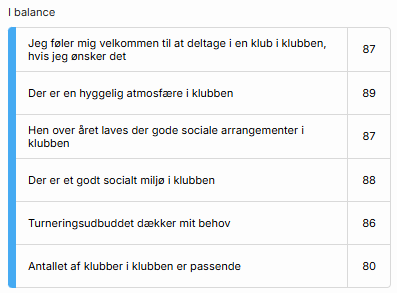 I balance
Jeg føler mig velkommen til at deltage i en klub i klubben,
hvis jeg ønsker det
87
Der er en hyggelig atmosfære i klubben
89
Hen over året laves der gode sociale arrangementer i
klubben
87
Der er et godt socialt miljø i klubben
88
Turneringsudbuddet dækker mit behov
86
Antallet af klubber i klubben er passende
80